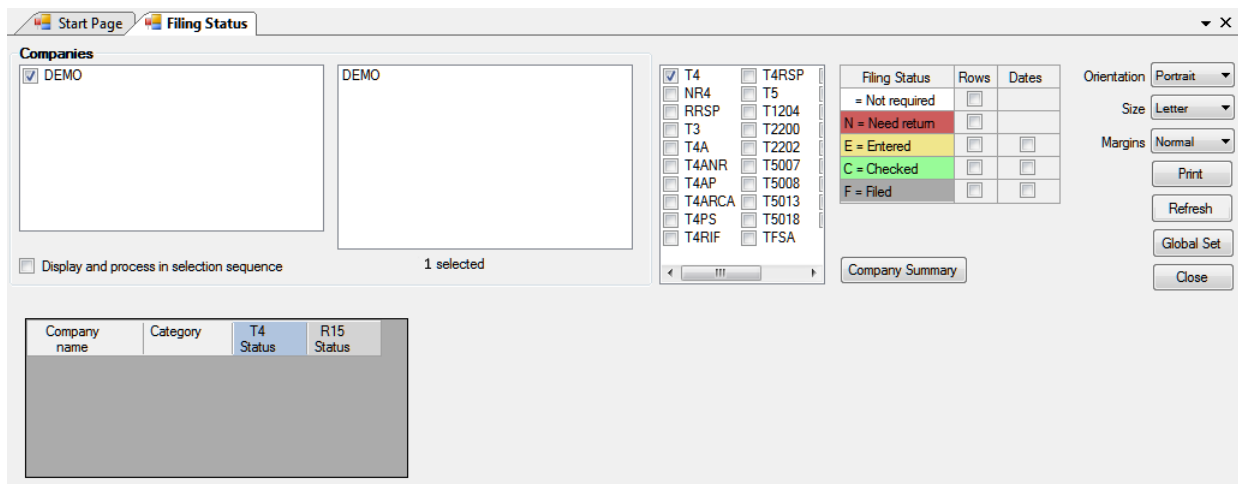 Start Page
Filing Status
Companies
DEMO
DEMO
Display and process in selection sequence
1 selected
T4
NR4
RRSP
T3
T4A
T4ANR
T4AP
T4ARCA
T4PS
T4RIF
T4RSP
T5
T1204
T2200
T2202
T5007
T5008
T5013
T5018
TFSA
Filing Status Rows Dates
= Not required
N = Need return
E = Entered
C = Checked
F = Filed
Company Summary
Orientation Portrait
Size Letter
Margins Normal
Print
Refresh
Global Set
Close
Company name
Category
T4 Status
R15 Status